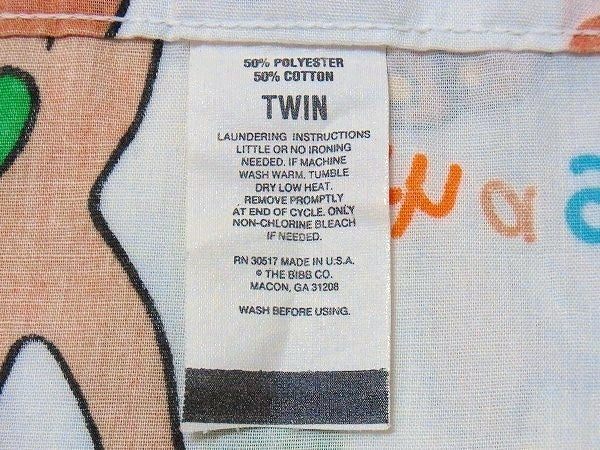 50% POLYESTER
50% COTTON
TWIN
LAUNDERING INSTRUCTIONS
LITTLE OR NO IRONING
NEEDED. IF MACHINE
WASH WARM. TUMBLE
DRY LOW HEAT.
REMOVE PROMPTLY
AT END OF CYCLE. ONLY
NON-CHLORINE BLEACH
IF NEEDED.
RN 30517 MADE IN U.S.A.
© THE BIBB CO.
MACON, GA 31208
WASH BEFORE USING.